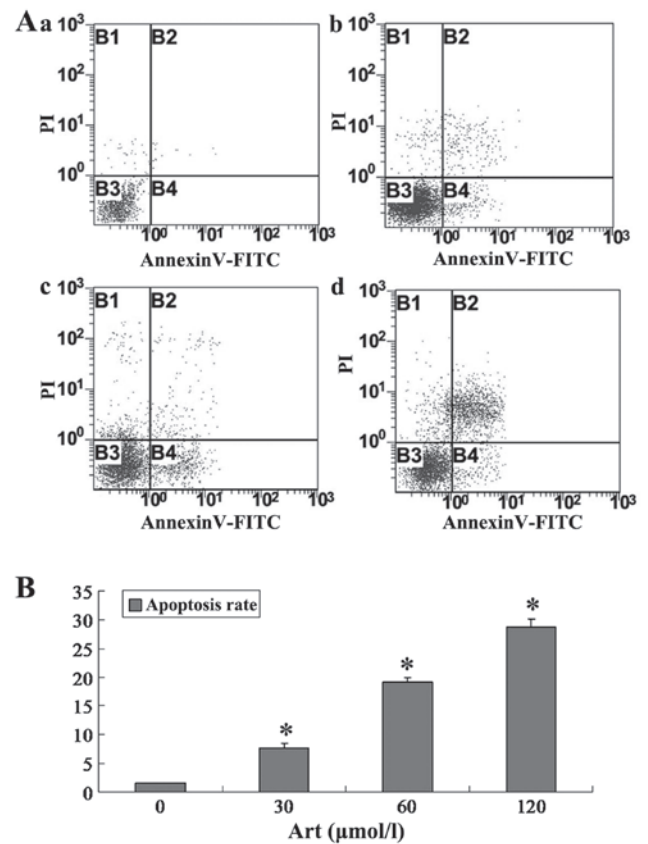 A a
10³
B1 B2
10²
PI
10¹
10⁰
B3 B4
10⁰ 10¹ 10² 10³
AnnexinV-FITC
b
10³
B1 B2
10²
PI
10¹
10⁰
B3 B4
10⁰ 10¹ 10² 10³
AnnexinV-FITC
c
10³
B1 B2
10²
PI
10¹
10⁰
B3 B4
10⁰ 10¹ 10² 10³
AnnexinV-FITC
d
10³
B1 B2
10²
PI
10¹
10⁰
B3 B4
10⁰ 10¹ 10² 10³
AnnexinV-FITC
B
Apoptosis rate
35
30
25
20
15
10
5
0
* * *
0 30 60 120
Art (μmol/l)